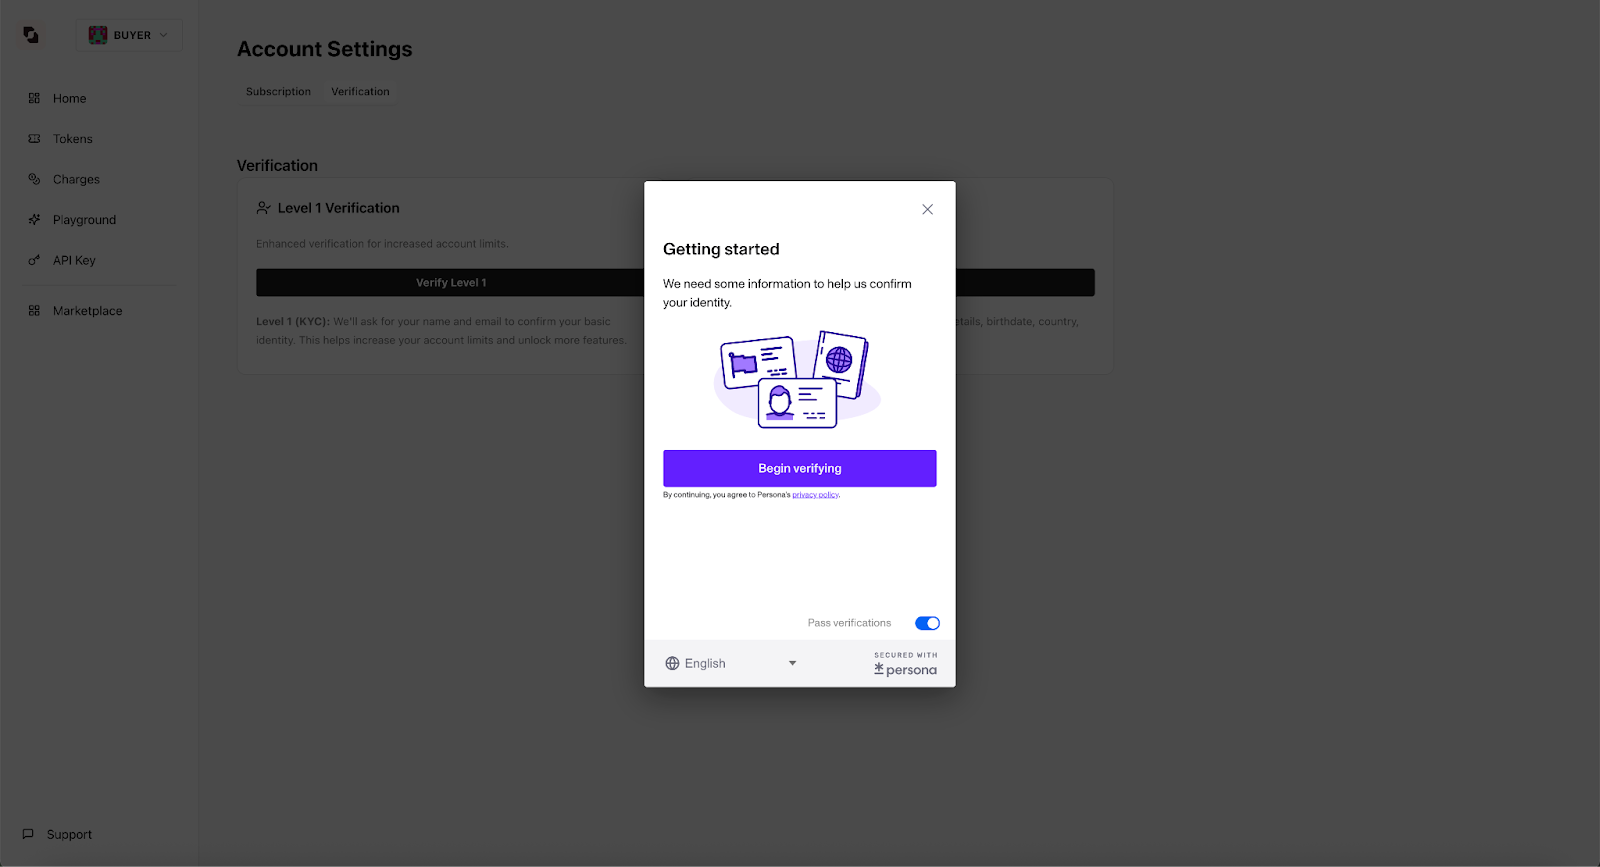 BUYER
Account Settings
Subscription
Verification
Home
Tokens
Charges
Playground
API Key
Marketplace
Support
Verification
Level 1 Verification
Enhanced verification for increased account limits.
Verify Level 1
Level 1 (KYC): We'll ask for your name and email to confirm your basic
identity. This helps increase your account limits and unlock more features.
birthdate, country,
Getting started
We need some information to help us confirm
your identity.
Begin verifying
By continuing, you agree to Persona's privacy policy.
Pass verifications
English
SECURED WITH
persona